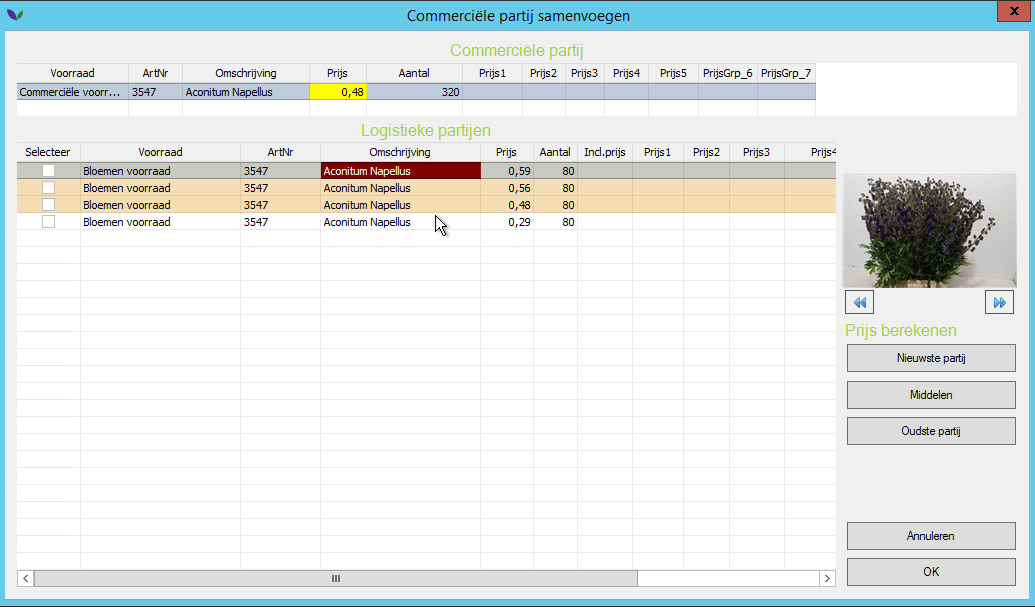 Commerciële partij samenvoegen
X
Commerciële partij
Voorraad ArtNr Omschrijving Prijs Aantal Prijs1 Prijs2 Prijs3 Prijs4 Prijs5 PrijsGrp_6 PrijsGrp_7
Commerciële voorr... 3547 Aconitum Napellus 0,48 320
Logistieke partijen
Selecteer Voorraad ArtNr Omschrijving Prijs Aantal Incl.prijs Prijs1 Prijs2 Prijs3 Prijs4
Bloemen voorraad 3547 Aconitum Napellus 0,59 80
Bloemen voorraad 3547 Aconitum Napellus 0,56 80
Bloemen voorraad 3547 Aconitum Napellus 0,48 80
Bloemen voorraad 3547 Aconitum Napellus 0,29 80
Prijs berekenen
Nieuwste partij
Middelen
Oudste partij
Annuleren
OK